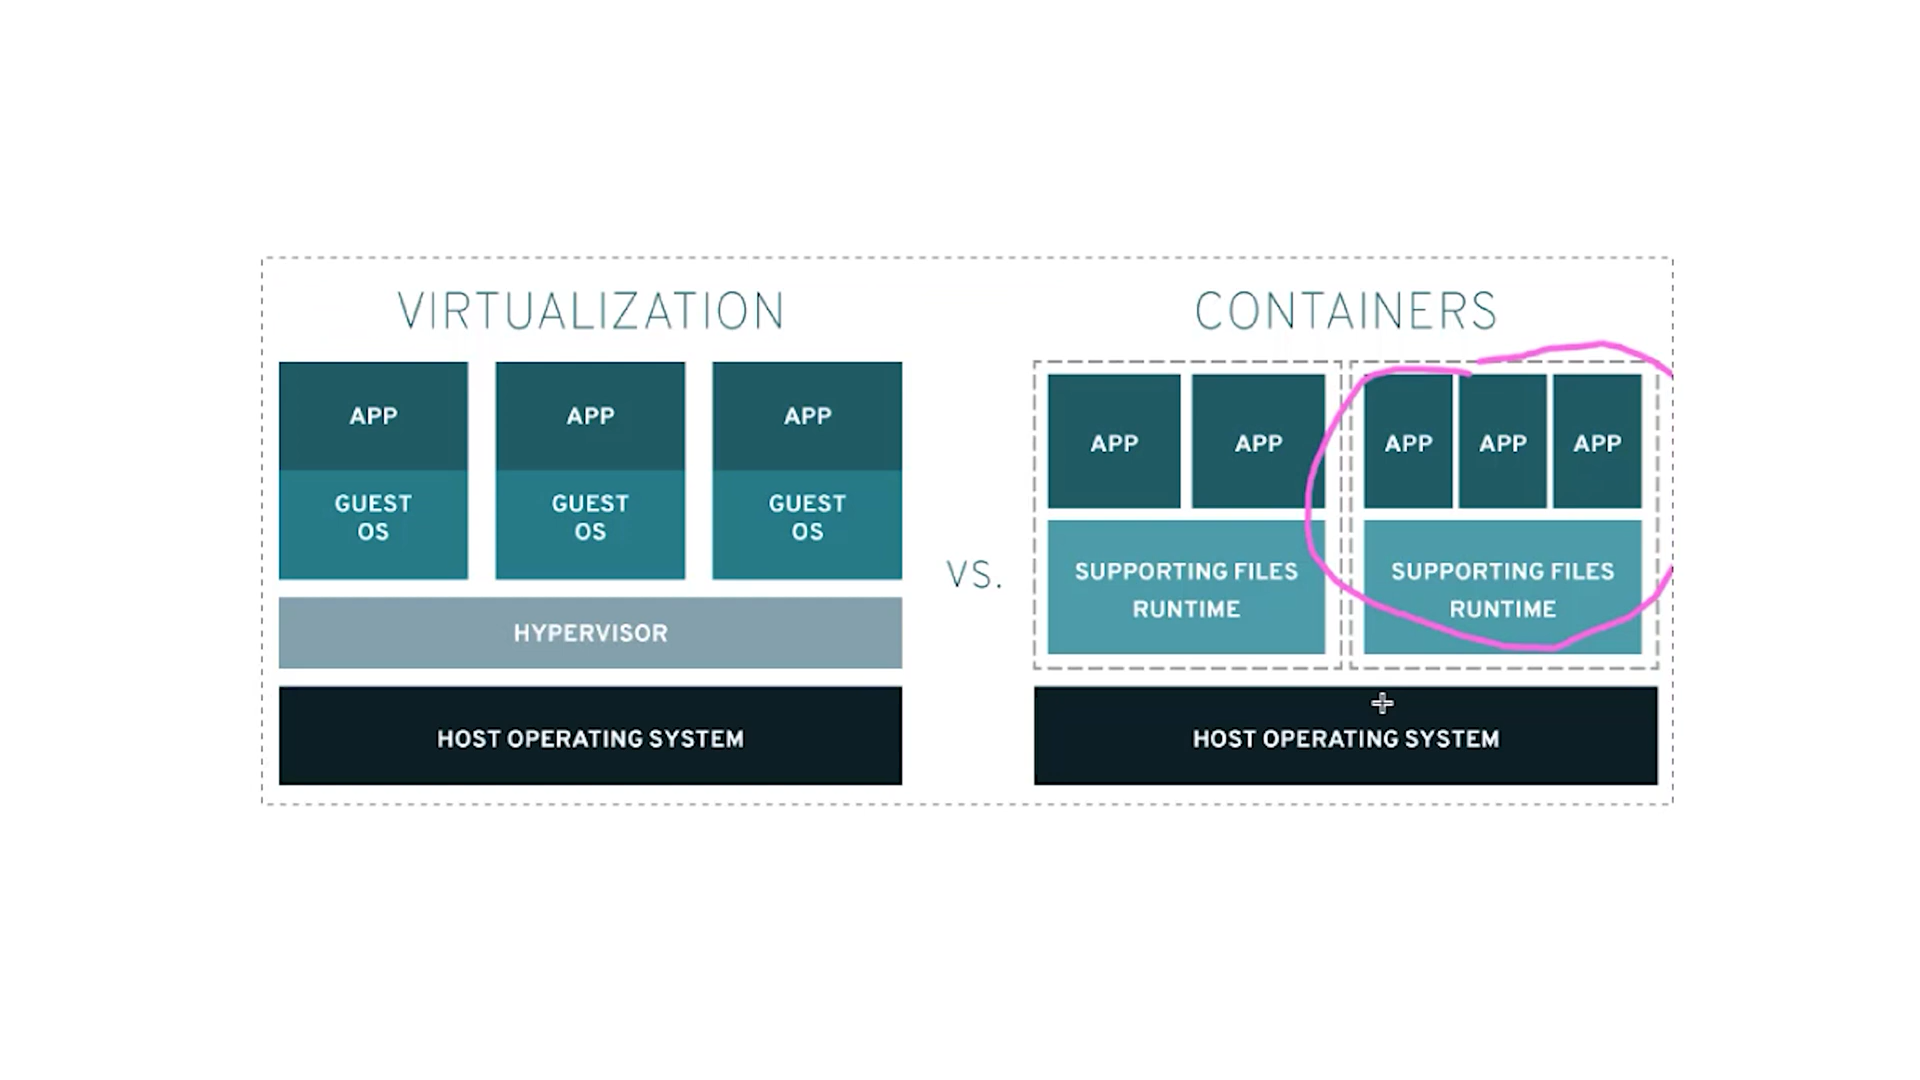 VIRTUALIZATION
APP
GUEST
OS
APP
GUEST
OS
APP
GUEST
OS
HYPERVISOR
HOST OPERATING SYSTEM
VS.
CONTAINERS
APP
APP
SUPPORTING FILES
RUNTIME
APP
APP
APP
SUPPORTING FILES
RUNTIME
HOST OPERATING SYSTEM